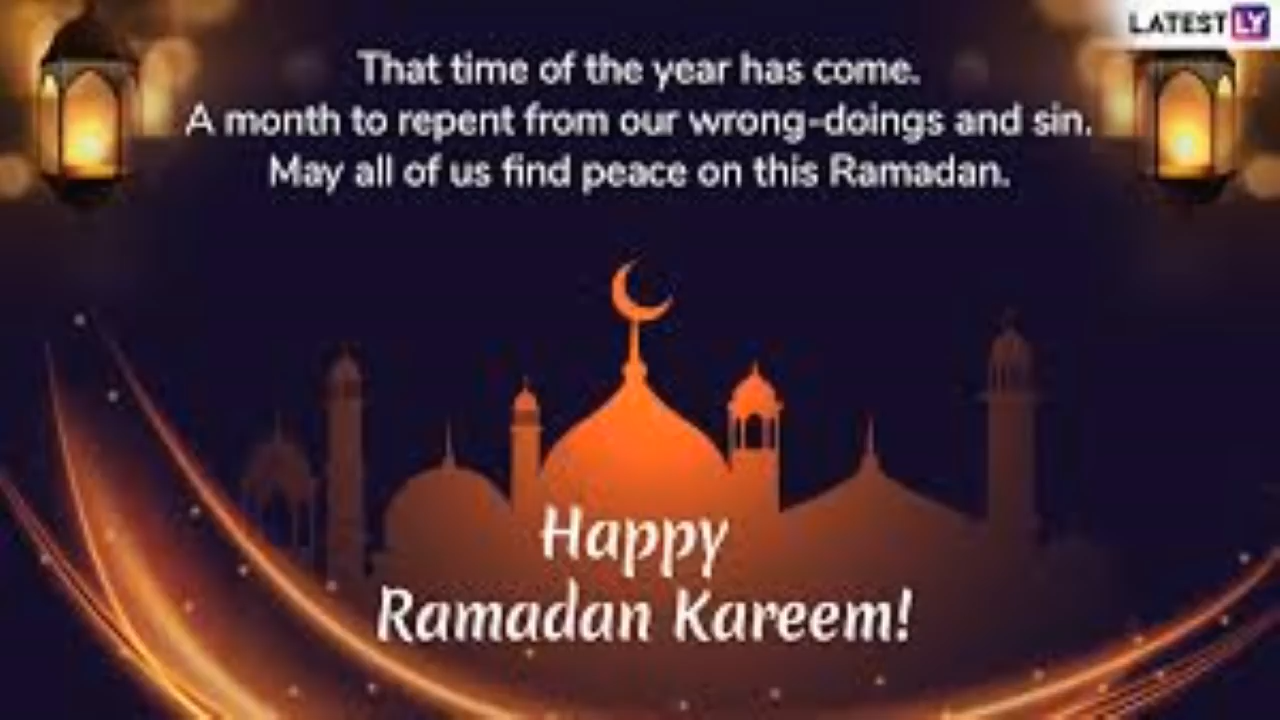 LATESTLY
That time of the year has come.
A month to repent from our wrong-doings and sin.
May all of us find peace on this Ramadan.
Happy
Ramadan Kareem!